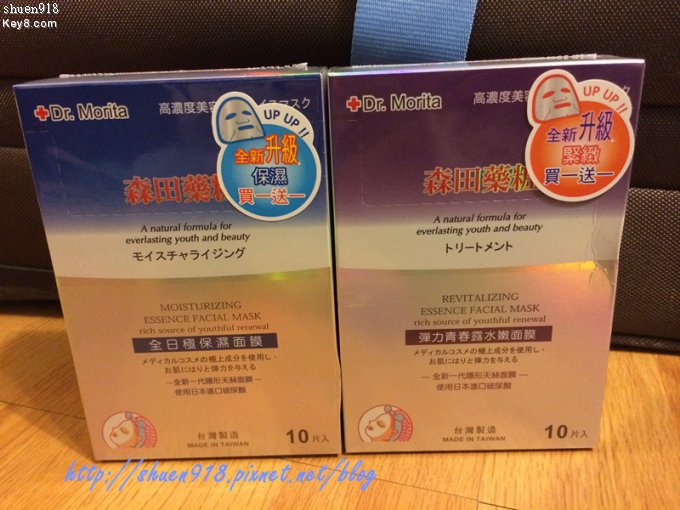 shuen918
Key8.com
Dr. Morita
高濃度美容
マスク
UP UP!!
全新升級
保濕
買一送一
森田藥粧
A natural formula for
everlasting youth and beauty
モイスチャライジング
MOISTURIZING
ESSENCE FACIAL MASK
rich source of youthful renewal
全日極保濕面膜
メディカルコスメの極上成分を使用し、
お肌にはりと弾力を与える
全新一代隱形天絲面膜
使用日本進口玻尿酸
台灣製造
MADE IN TAIWAN
10片入
Dr. Morita
高濃度美容
UP UP!!
全新升級
緊緻
買一送一
森田藥粧
A natural formula for
everlasting youth and beauty
トリートメント
REVITALIZING
ESSENCE FACIAL MASK
rich source of youthful renewal
彈力青春露水嫩面膜
メディカルコスメの極上成分を使用し、
お肌にはりと弾力を与える
全新一代隱形天絲面膜
使用日本進口玻尿酸
台灣製造
MADE IN TAIWAN
10片入
http://shuen918.pixnet.net/blog